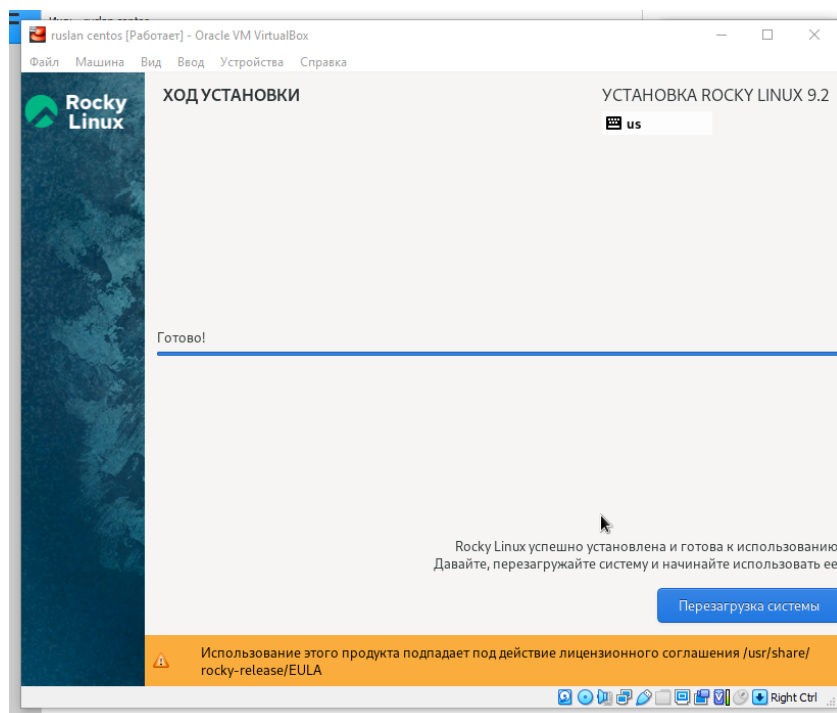 ruslan centos [Работает] - Oracle VM VirtualBox
Файл Машина Вид Ввод Устройства Справка
Rocky
Linux
ХОД УСТАНОВКИ
УСТАНОВКА ROCKY LINUX 9.2
us
Готово!
Rocky Linux успешно установлена и готова к использованию
Давайте, перезагружайте систему и начинайте использовать ее
Перезагрузка системы
Использование этого продукта подпадает под действие лицензионного соглашения /usr/share/
rocky-release/EULA
Right Ctrl